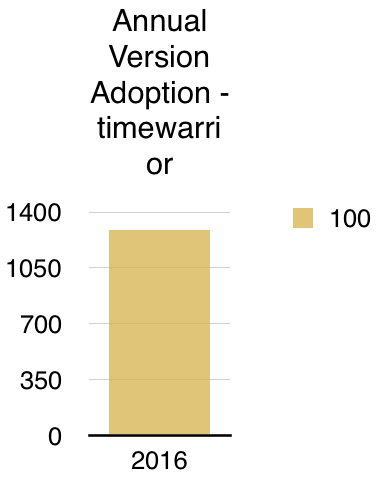 Annual
Version
Adoption -
timewarri
or
1400
100
1050
700
350
0
2016